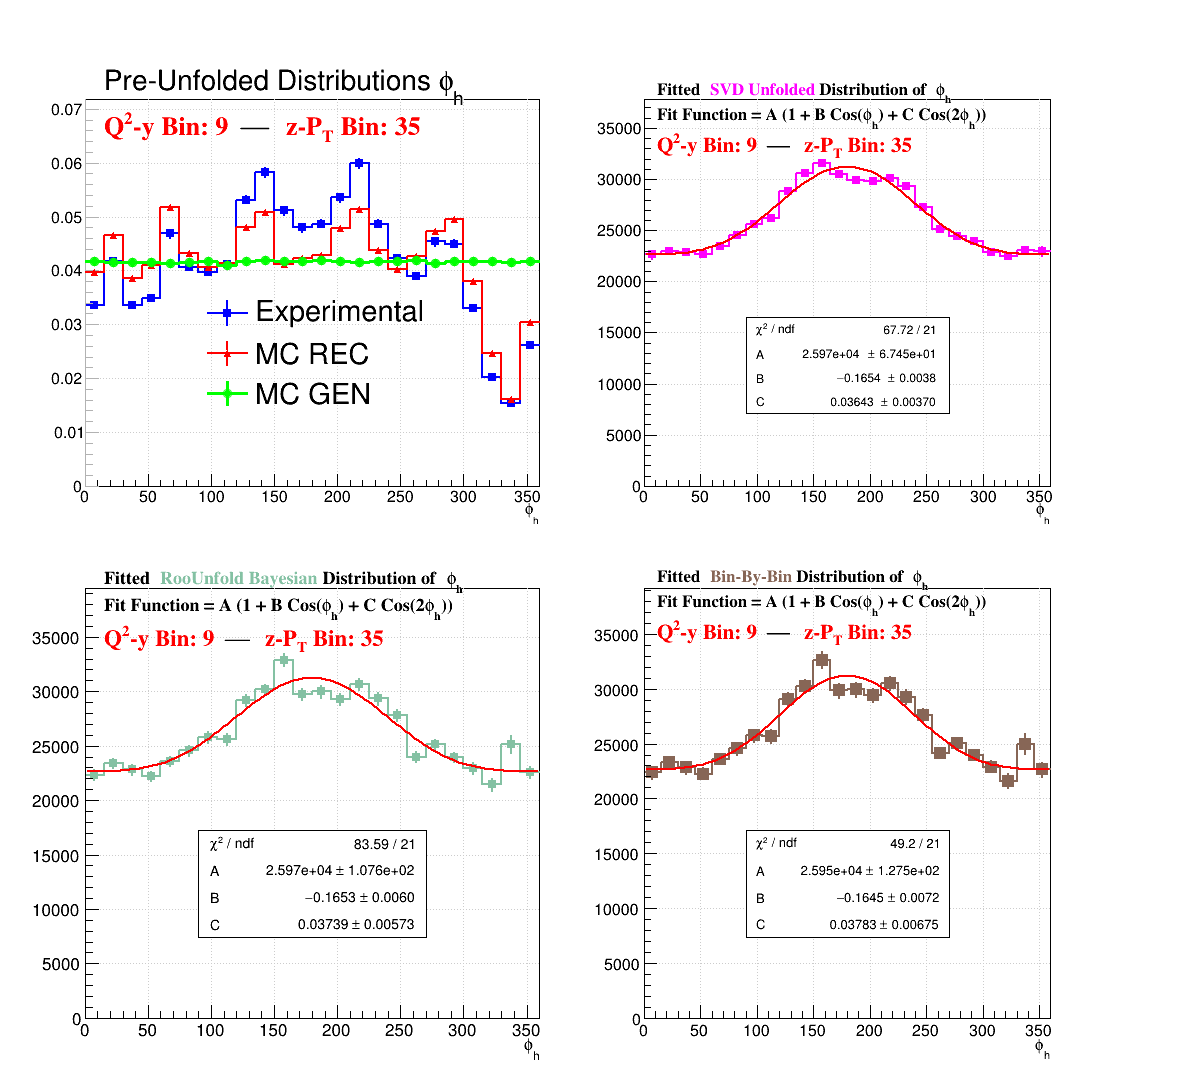 Pre-Unfolded Distributions ϕh
Q²-y Bin: 9 — z-PT Bin: 35
0.07
0.06
0.05
0.04
0.03
0.02
0.01
0
Experimental
MC REC
MC GEN
0 50 100 150 200 250 300 350
ϕh
Fitted SVD Unfolded Distribution of ϕh
Fit Function = A (1 + B Cos(ϕh) + C Cos(2ϕh))
Q²-y Bin: 9 — z-PT Bin: 35
35000
30000
25000
20000
15000
10000
5000
0
χ² / ndf 67.72 / 21
A 2.597e+04 ± 6.745e+01
B −0.1654 ± 0.0038
C 0.03643 ± 0.00370
0 50 100 150 200 250 300 350
ϕh
Fitted RooUnfold Bayesian Distribution of ϕh
Fit Function = A (1 + B Cos(ϕh) + C Cos(2ϕh))
Q²-y Bin: 9 — z-PT Bin: 35
35000
30000
25000
20000
15000
10000
5000
0
χ² / ndf 83.59 / 21
A 2.597e+04 ± 1.076e+02
B −0.1653 ± 0.0060
C 0.03739 ± 0.00573
0 50 100 150 200 250 300 350
ϕh
Fitted Bin-By-Bin Distribution of ϕh
Fit Function = A (1 + B Cos(ϕh) + C Cos(2ϕh))
Q²-y Bin: 9 — z-PT Bin: 35
35000
30000
25000
20000
15000
10000
5000
0
χ² / ndf 49.2 / 21
A 2.595e+04 ± 1.275e+02
B −0.1645 ± 0.0072
C 0.03783 ± 0.00675
0 50 100 150 200 250 300 350
ϕh